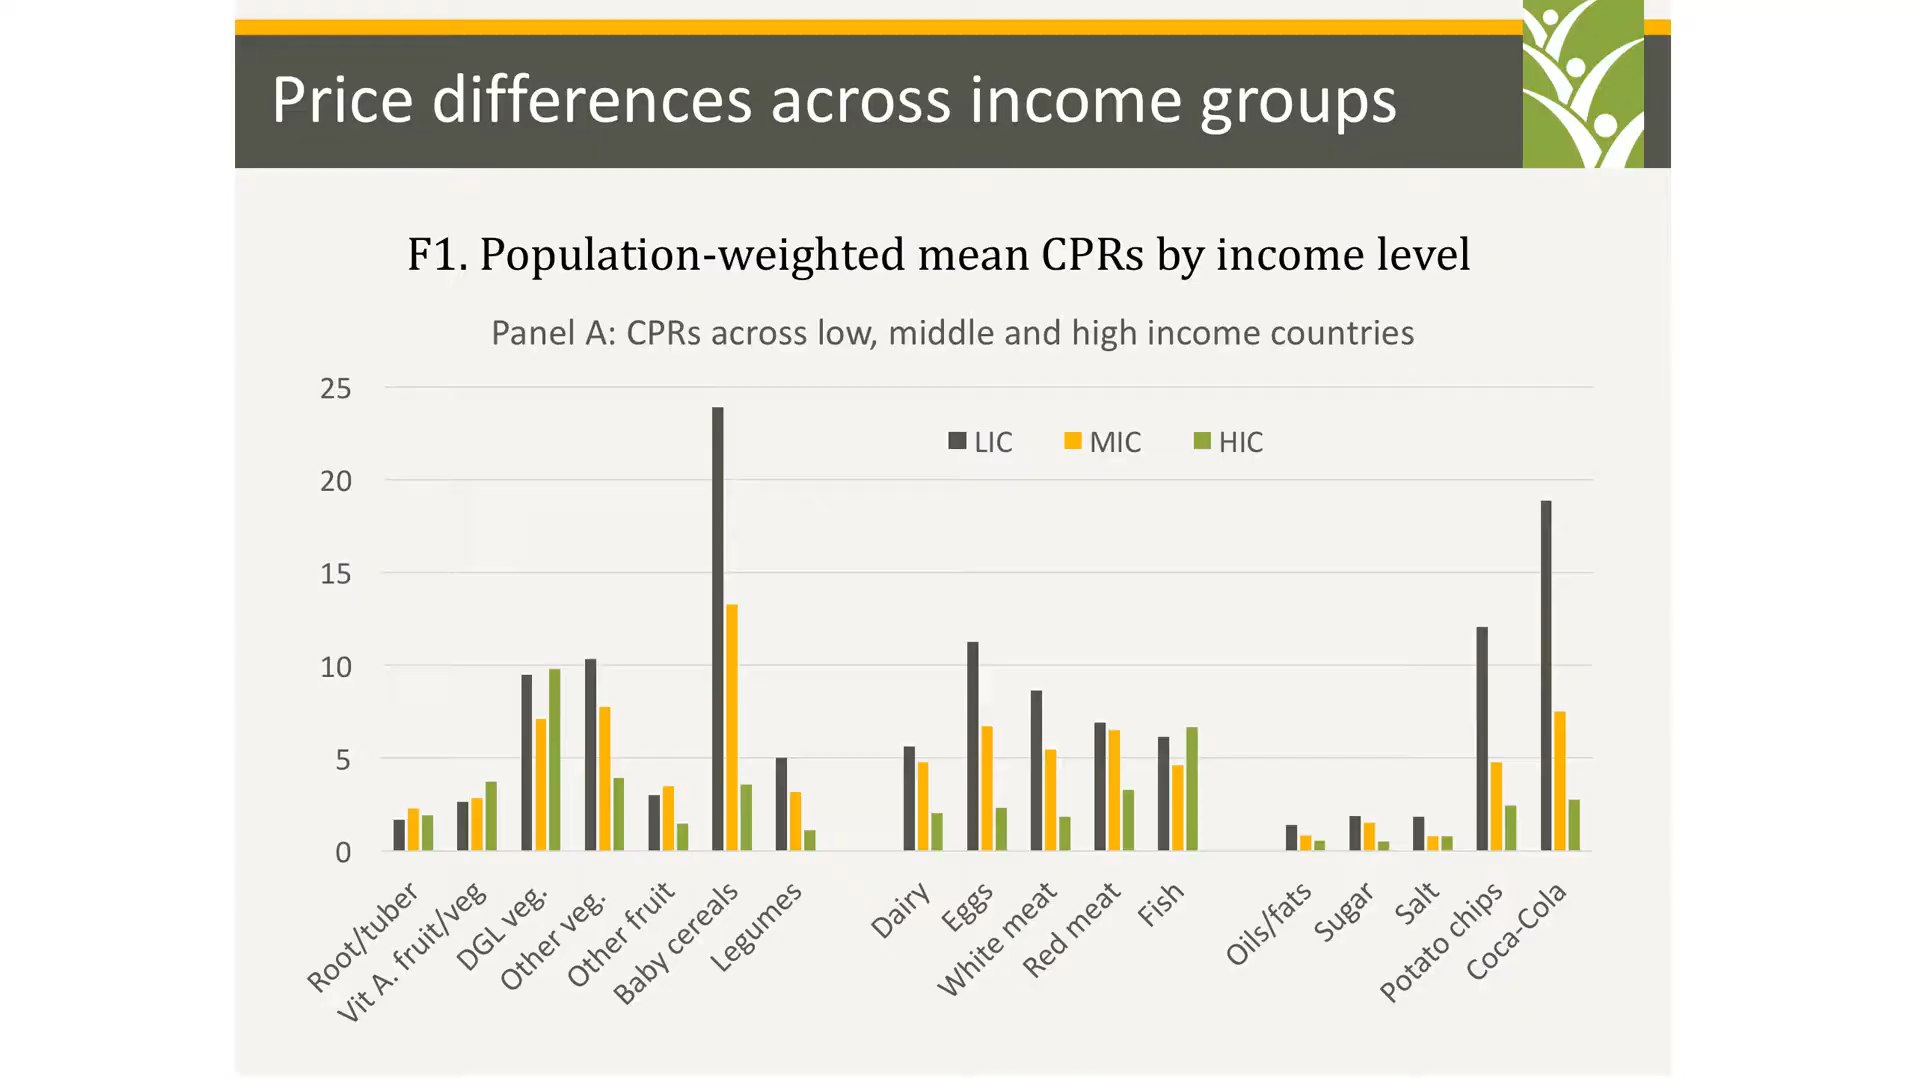 Price differences across income groups
F1. Population-weighted mean CPRs by income level
Panel A: CPRs across low, middle and high income countries
25
20
15
10
5
0
LIC
MIC
HIC
Root/tuber
Vit A. fruit/veg
DGL veg.
Other veg.
Other fruit
Baby cereals
Legumes
Dairy
Eggs
White meat
Red meat
Fish
Oils/fats
Sugar
Salt
Potato chips
Coca-Cola